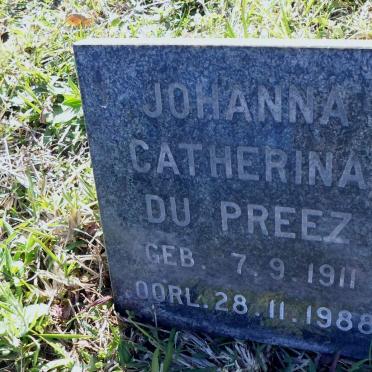 JOHANNA
CATHERINA
DU PREEZ
GEB. 7.9.1911
OORL. 28.11.1988